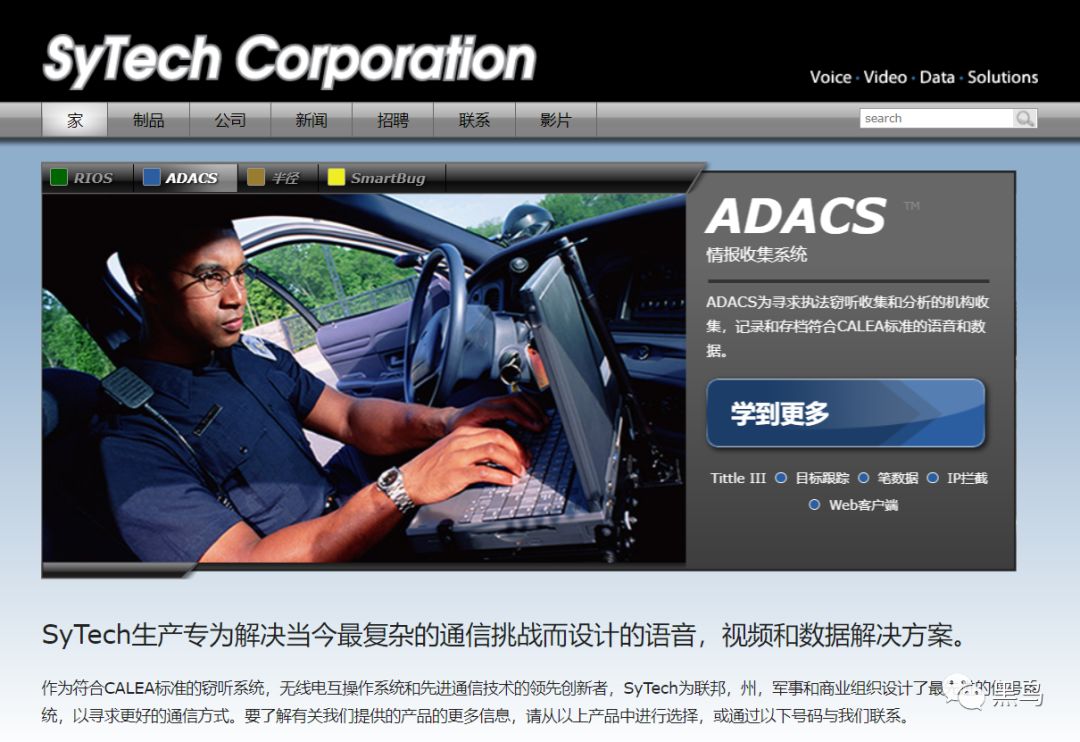 SyTech Corporation
Voice · Video · Data · Solutions
家 制品 公司 新闻 招聘 联系 影片
search
RIOS ADACS 半径 SmartBug
ADACS ™
情报收集系统
ADACS为寻求执法窃听收集和分析的机构收
集，记录和存档符合CALEA标准的语音和数
据。
学到更多
Tittle III 目标跟踪 笔数据 IP拦截
Web客户端
SyTech生产专为解决当今最复杂的通信挑战而设计的语音，视频和数据解决方案。
作为符合CALEA标准的窃听系统，无线电互操作系统和先进通信技术的领先创新者，SyTech为联邦，州，军事和商业组织设计了最
统，以寻求更好的通信方式。要了解有关我们提供的产品的更多信息，请从以上产品中进行选择，或通过以下号码与我们联系。
黑鸟